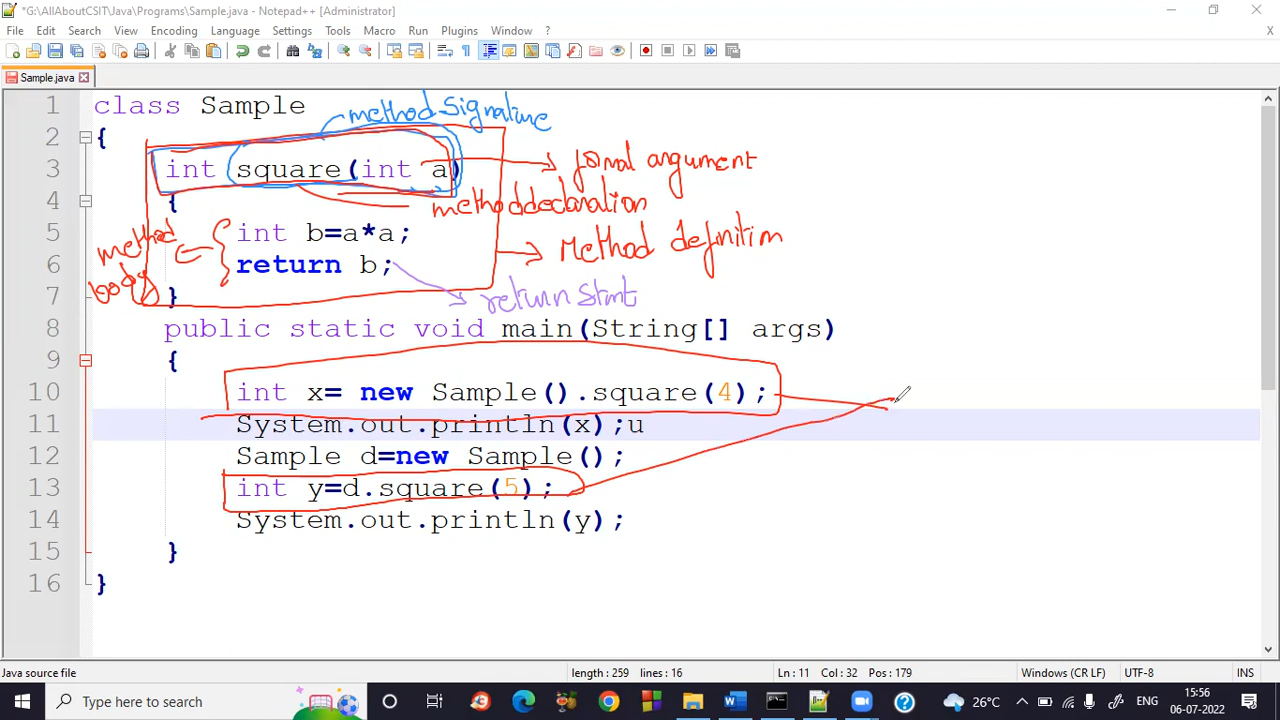 *G:\AllAboutCSIT\Java\Programs\Sample.java - Notepad++ [Administrator]
File Edit Search View Encoding Language Settings Tools Macro Run Plugins Window ? X
Sample.java
1 class Sample
method signature
2 {
3 int square(int a)
formal argument
4 {
method declaration
5 int b=a*a;
method body
Method definition
6 return b;
7 }
return stmt
8 public static void main(String[] args)
9 {
10 int x= new Sample().square(4);
11 System.out.println(x);u
12 Sample d=new Sample();
13 int y=d.square(5);
14 System.out.println(y);
15 }
16 }
Java source file length : 259 lines : 16 Ln : 11 Col : 32 Pos : 179 Windows (CR LF) UTF-8 INS
Type here to search 26°C ENG 15:56
06-07-2022